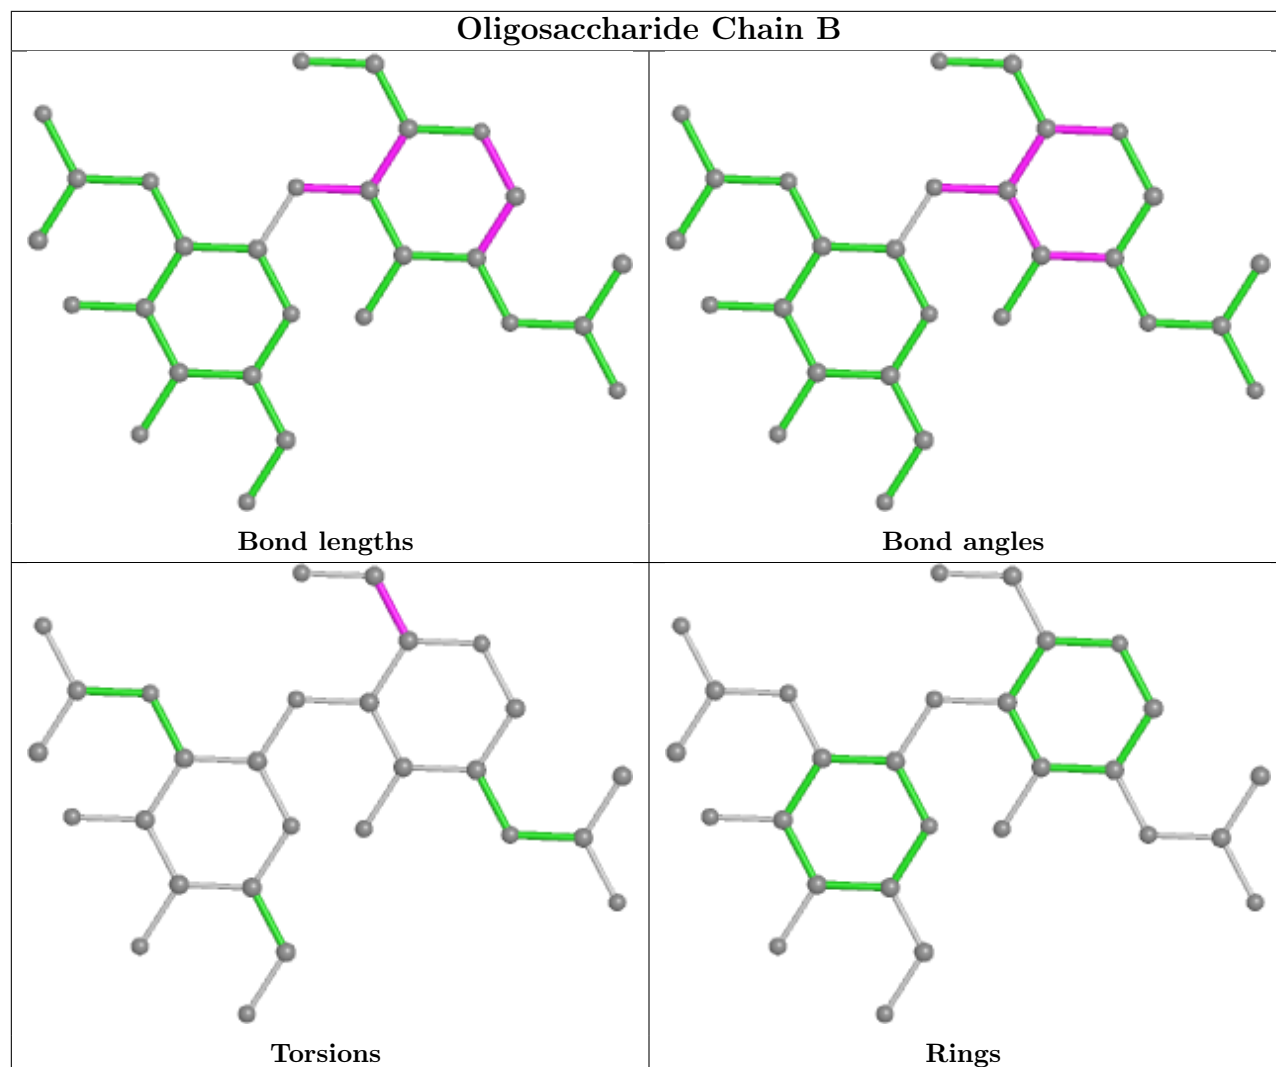 Oligosaccharide Chain B
Bond lengths
Bond angles
Torsions
Rings